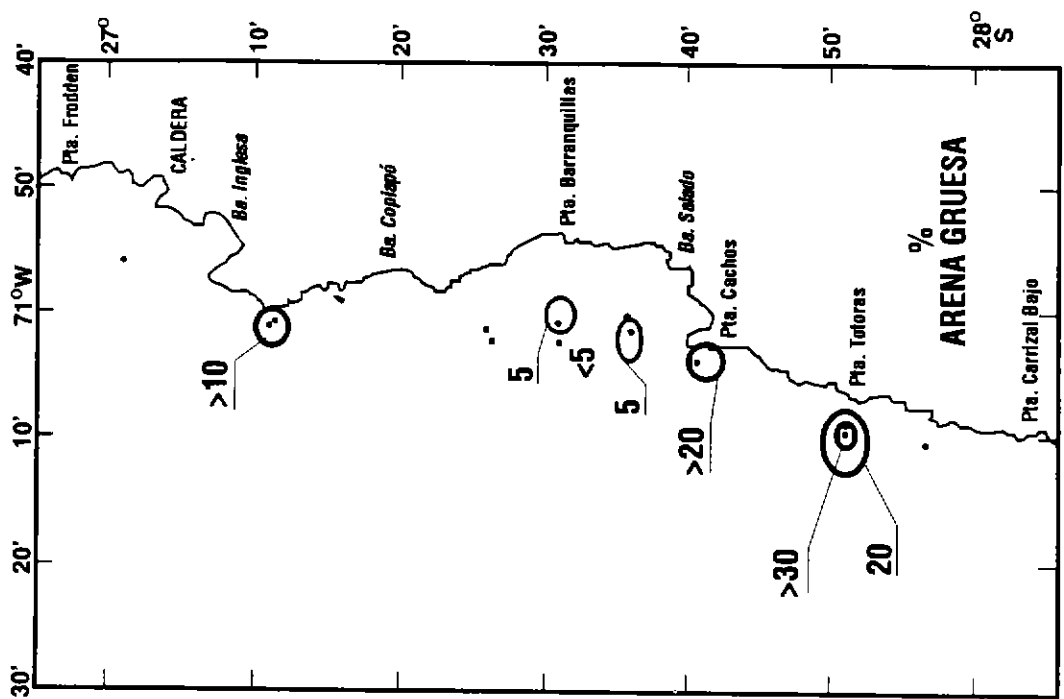 40'
50'
71°W
10'
20'
30'
27°
10'
20'
30'
40'
50'
28°
S
Pta. Frodden
CALDERA
Ba. Inglesa
Ba. Copiapó
Pta. Barranquillas
Ba. Salado
Pta. Cachos
Pta. Totoras
Pta. Carrizal Bajo
>10
5
<5
5
>20
>30
20
%
ARENA GRUESA